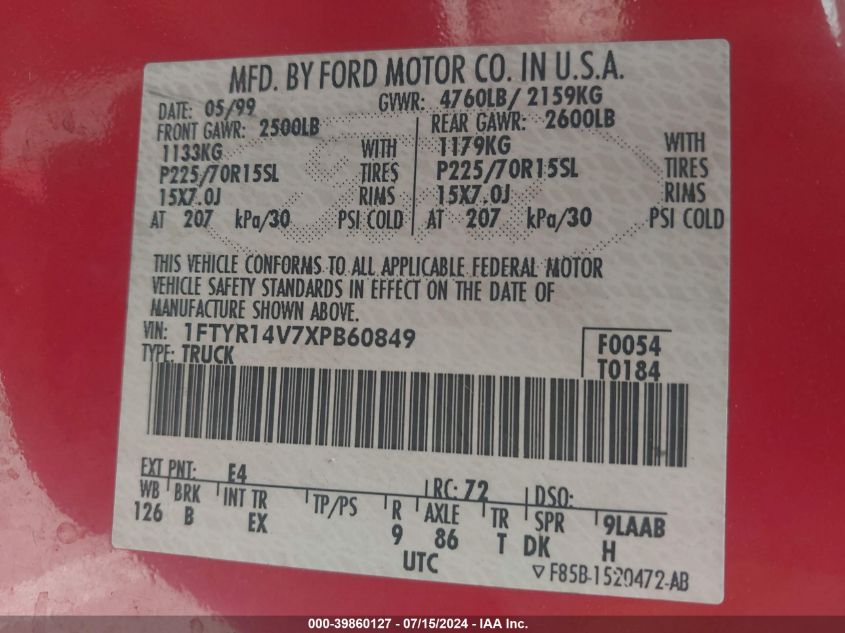 MFD. BY FORD MOTOR CO. IN U.S.A.
DATE: 05/99 GVWR: 4760LB/ 2159KG
FRONT GAWR: 2500LB REAR GAWR: 2600LB
1133KG WITH 1179KG WITH
P225/70R15SL TIRES P225/70R15SL TIRES
15X7.0J RIMS 15X7.0J RIMS
AT 207 kPa/30 PSI COLD AT 207 kPa/30 PSI COLD
THIS VEHICLE CONFORMS TO ALL APPLICABLE FEDERAL MOTOR
VEHICLE SAFETY STANDARDS IN EFFECT ON THE DATE OF
MANUFACTURE SHOWN ABOVE.
VIN: 1FTYR14V7XPB60849 F0054
TYPE: TRUCK T0184
EXT PNT: E4 RC: 72 DSO:
WB BRK INT TR TP/PS R AXLE TR SPR 9LAAB
126 B EX 9 86 T DK H
UTC F85B-1520472-AB
000-39860127 - 07/15/2024 - IAA Inc.